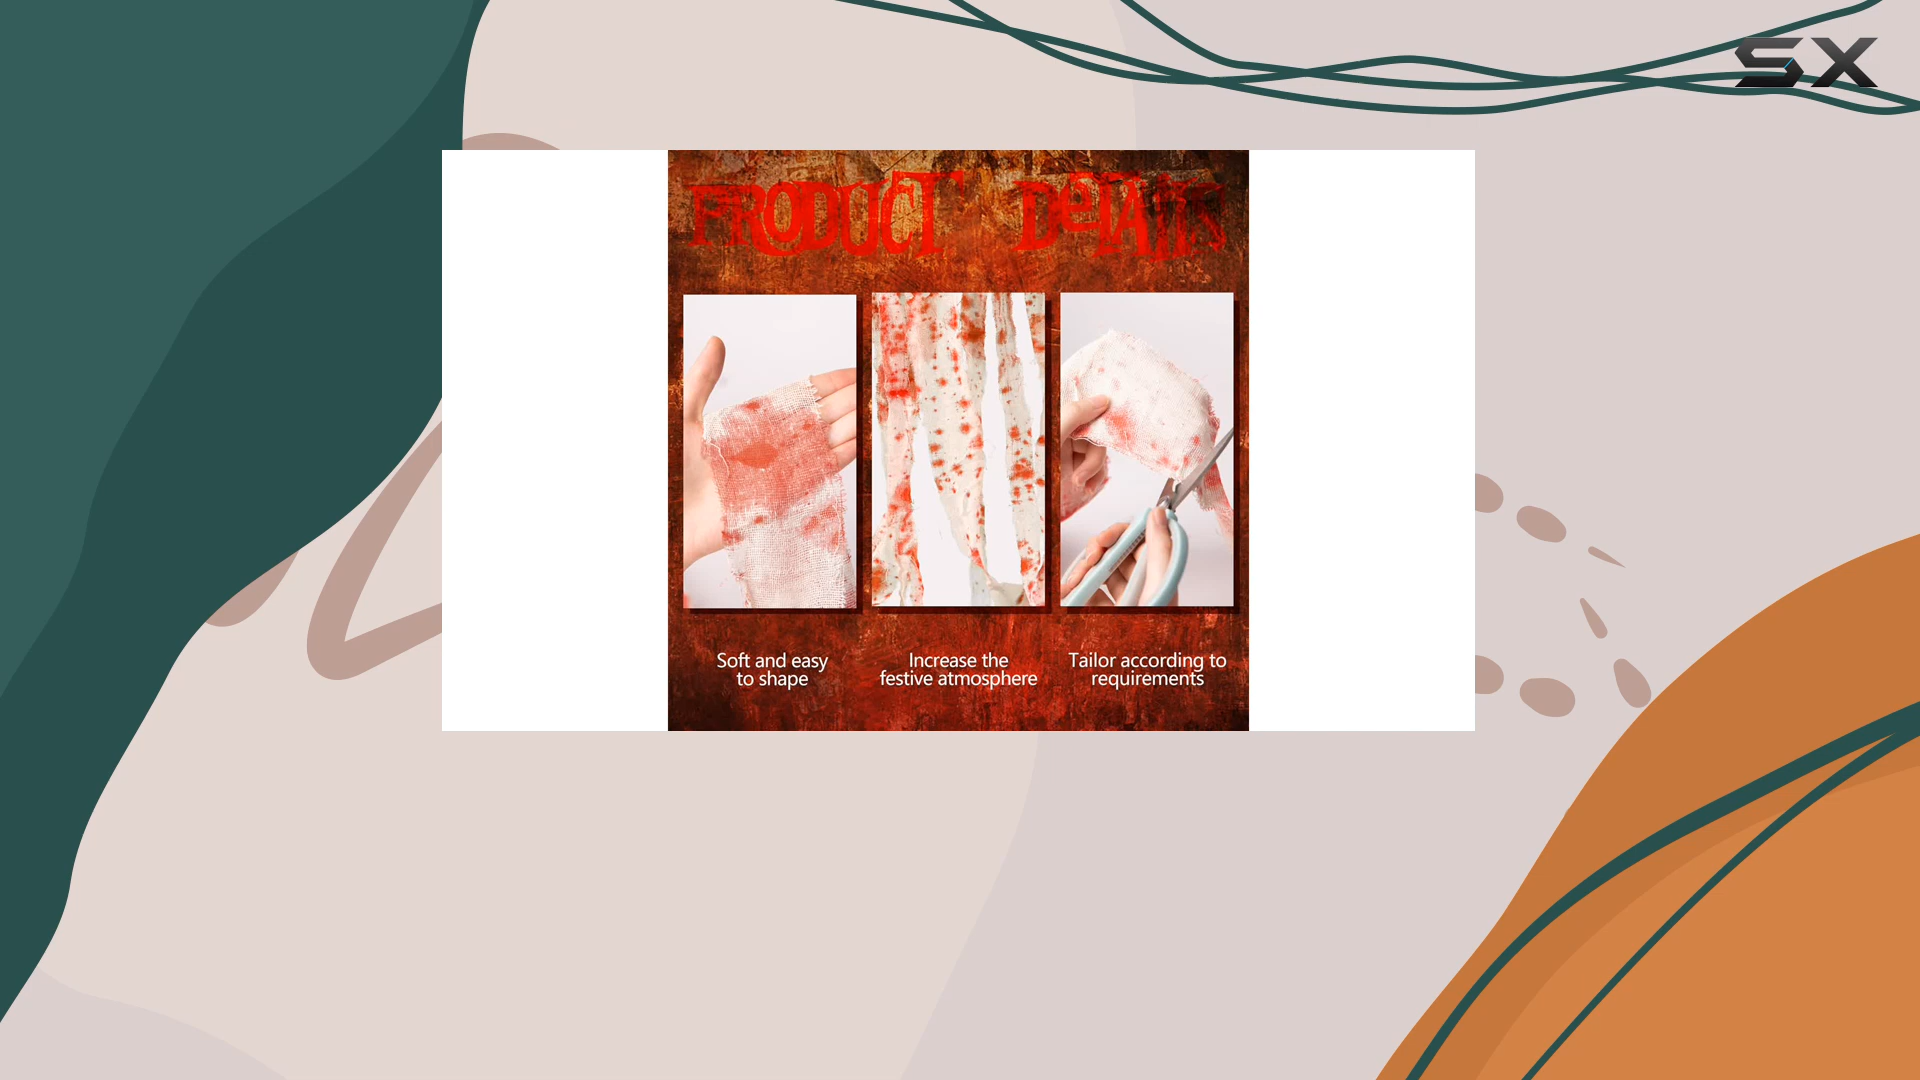 SX
PRODUCT DeTAils
Soft and easy
to shape
Increase the
festive atmosphere
Tailor according to
requirements